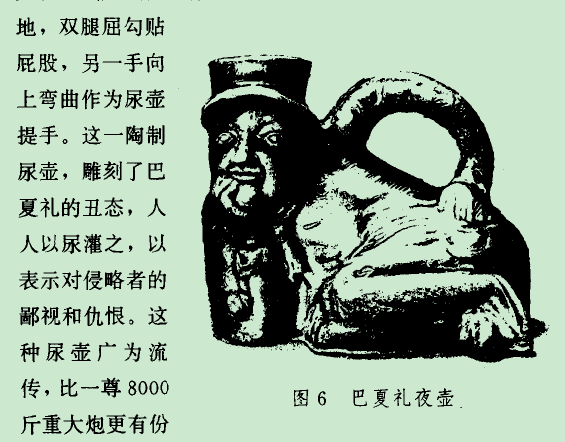 地，双腿屈勾贴
屁股，另一手向
上弯曲作为尿壶
提手。这一陶制
尿壶，雕刻了巴
夏礼的丑态，人
人以尿灌之，以
表示对侵略者的
鄙视和仇恨。这
种尿壶广为流
传，比一尊8000
斤重大炮更有份
图6 巴夏礼夜壶